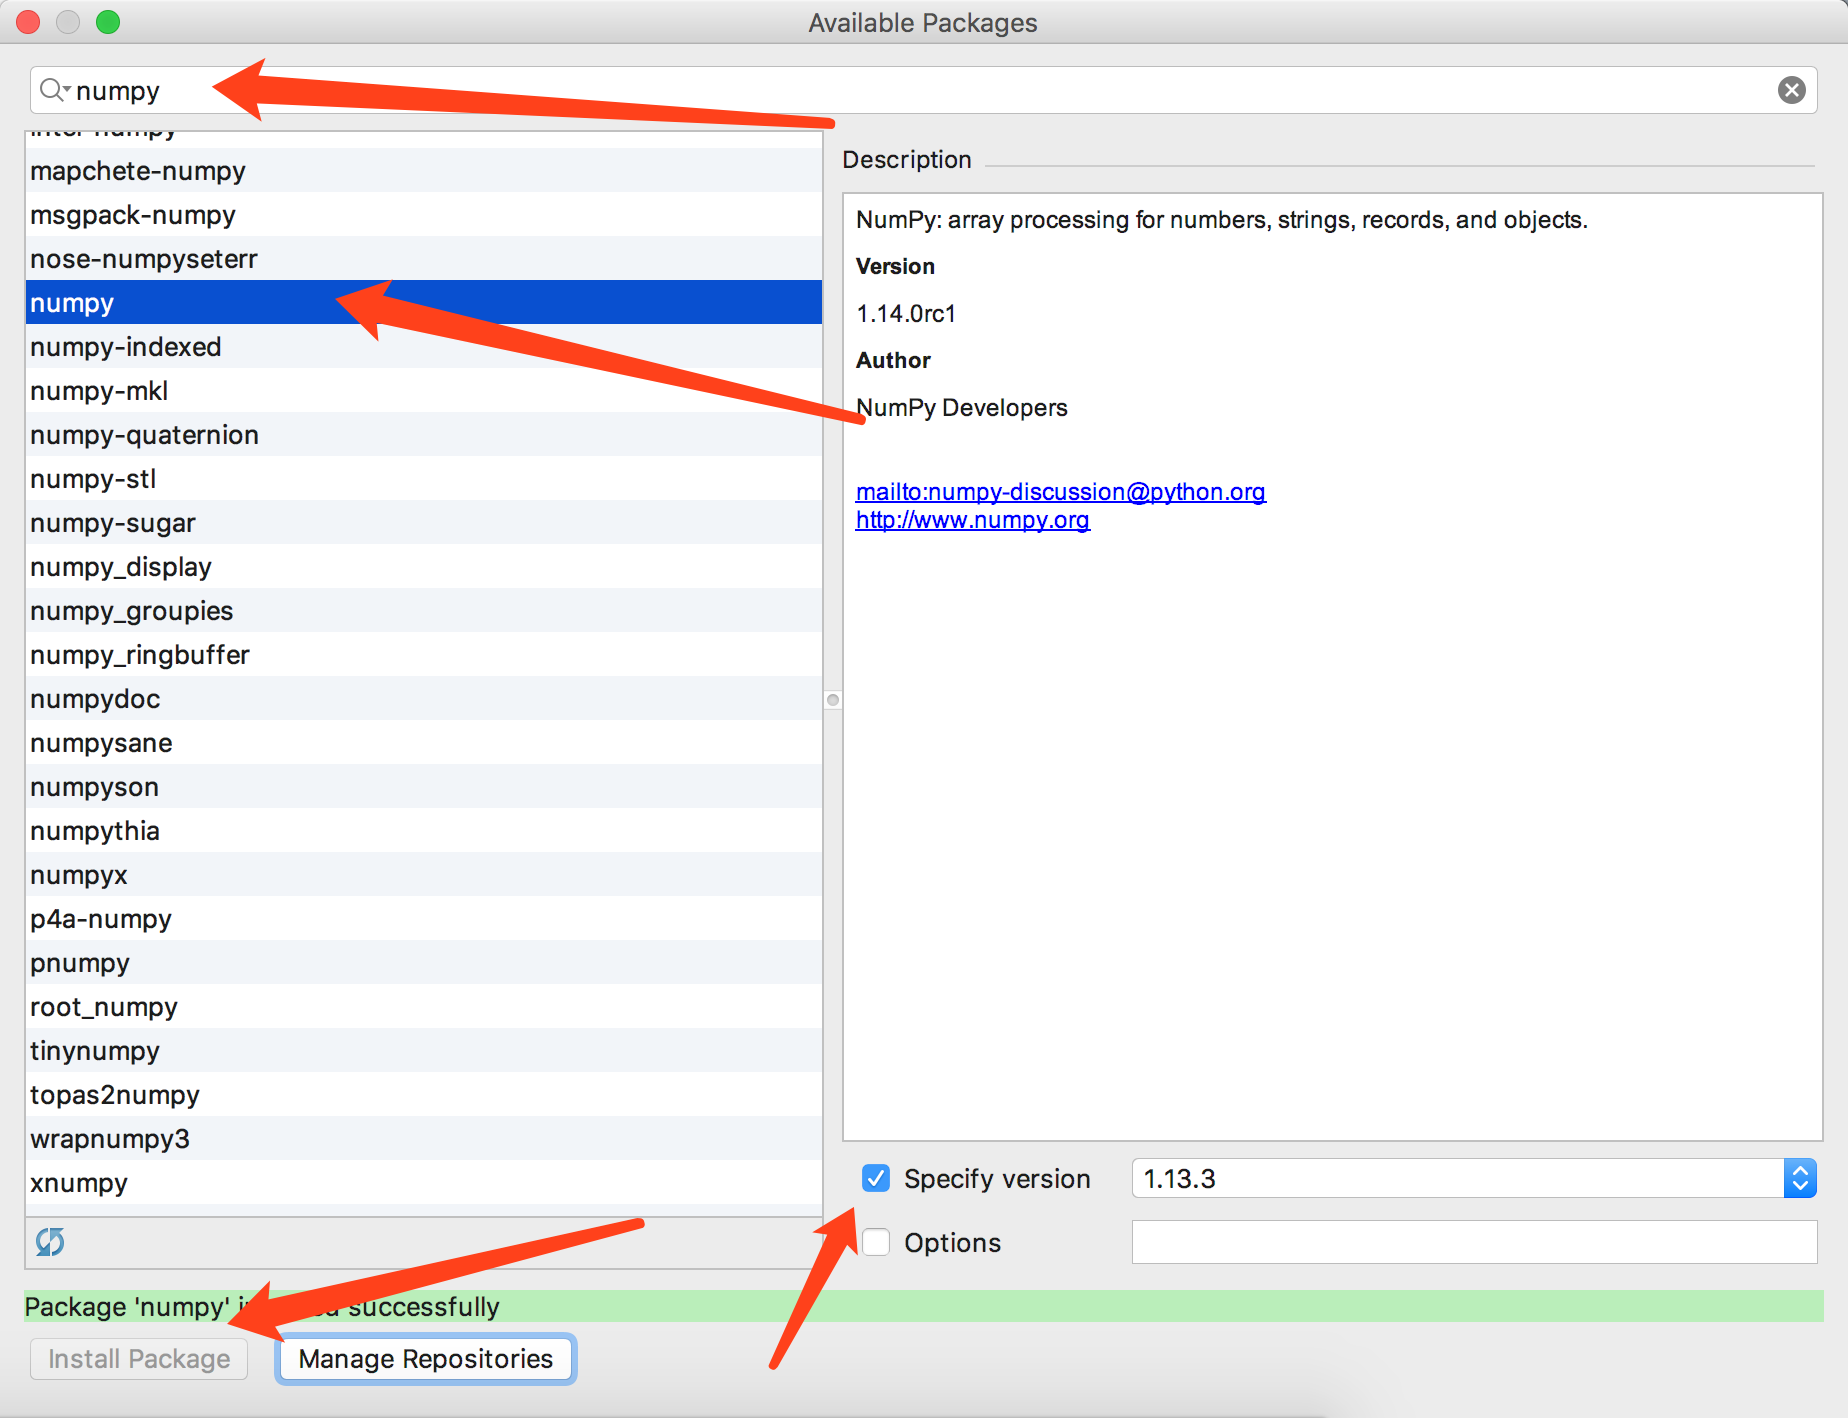 Available Packages
numpy
inter-numpy
mapchete-numpy
msgpack-numpy
nose-numpyseterr
numpy
numpy-indexed
numpy-mkl
numpy-quaternion
numpy-stl
numpy-sugar
numpy_display
numpy_groupies
numpy_ringbuffer
numpydoc
numpysane
numpyson
numpythia
numpyx
p4a-numpy
pnumpy
root_numpy
tinynumpy
topas2numpy
wrapnumpy3
xnumpy
Description
NumPy: array processing for numbers, strings, records, and objects.
Version
1.14.0rc1
Author
NumPy Developers
mailto:numpy-discussion@python.org
http://www.numpy.org
Specify version
1.13.3
Options
Package 'numpy' successfully
Install Package
Manage Repositories